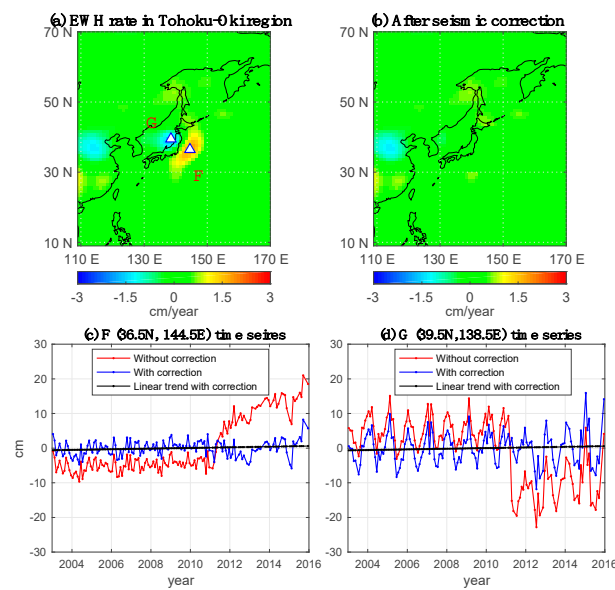 (a) EWH rate in Tohoku-Oki region
(b) After seismic correction
70 N
50 N
30 N
10 N
G
F
110 E
130 E
150 E
170 E
70 N
50 N
30 N
10 N
110 E
130 E
150 E
170 E
-3
-1.5
0
1.5
3
cm/year
-3
-1.5
0
1.5
3
cm/year
(c) F (36.5N, 144.5E) time seires
(d) G (39.5N,138.5E) time series
Without correction
With correction
Linear trend with correction
30
20
10
0
-10
-20
-30
cm
2004
2006
2008
2010
2012
2014
2016
year
Without correction
With correction
Linear trend with correction
30
20
10
0
-10
-20
-30
2004
2006
2008
2010
2012
2014
2016
year